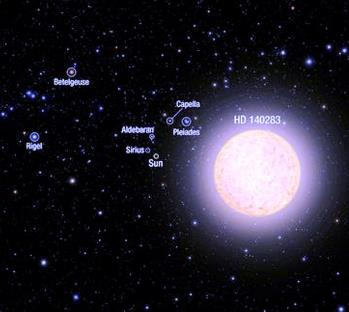 Betelgeuse
Capella
HD 140283
Aldebaran
Pleiades
Rigel
Sirius
Sun